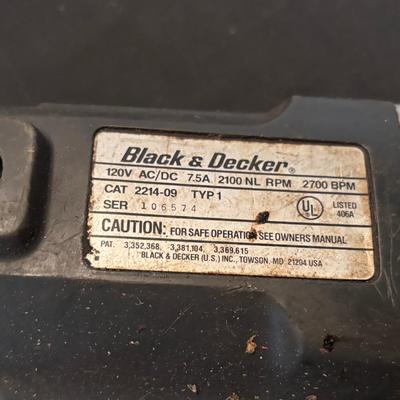 Black & Decker®
120V AC/DC 7.5A 2100 NL RPM 2700 BPM
CAT 2214-09 TYP 1
SER 106574
UL LISTED
406A
CAUTION: FOR SAFE OPERATION SEE OWNERS MANUAL
PAT. 3,352,368, 3,381,104, 3,369,615
BLACK & DECKER (U.S.) INC., TOWSON, MD 21204 USA